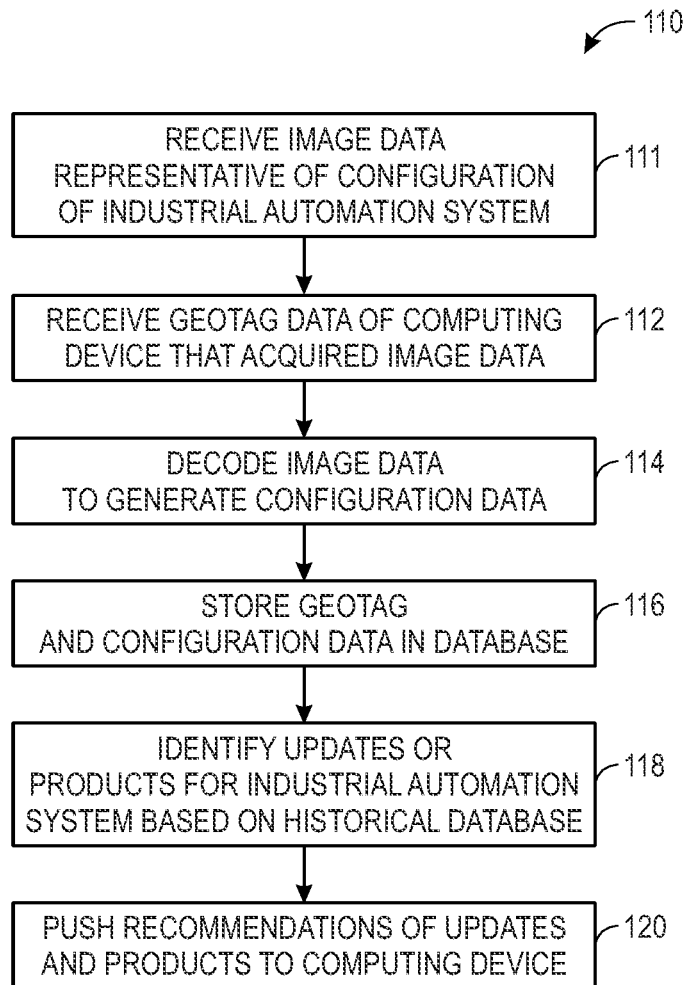 110
RECEIVE IMAGE DATA
REPRESENTATIVE OF CONFIGURATION
OF INDUSTRIAL AUTOMATION SYSTEM
111
RECEIVE GEOTAG DATA OF COMPUTING
DEVICE THAT ACQUIRED IMAGE DATA
112
DECODE IMAGE DATA
TO GENERATE CONFIGURATION DATA
114
STORE GEOTAG
AND CONFIGURATION DATA IN DATABASE
116
IDENTIFY UPDATES OR
PRODUCTS FOR INDUSTRIAL AUTOMATION
SYSTEM BASED ON HISTORICAL DATABASE
118
PUSH RECOMMENDATIONS OF UPDATES
AND PRODUCTS TO COMPUTING DEVICE
120